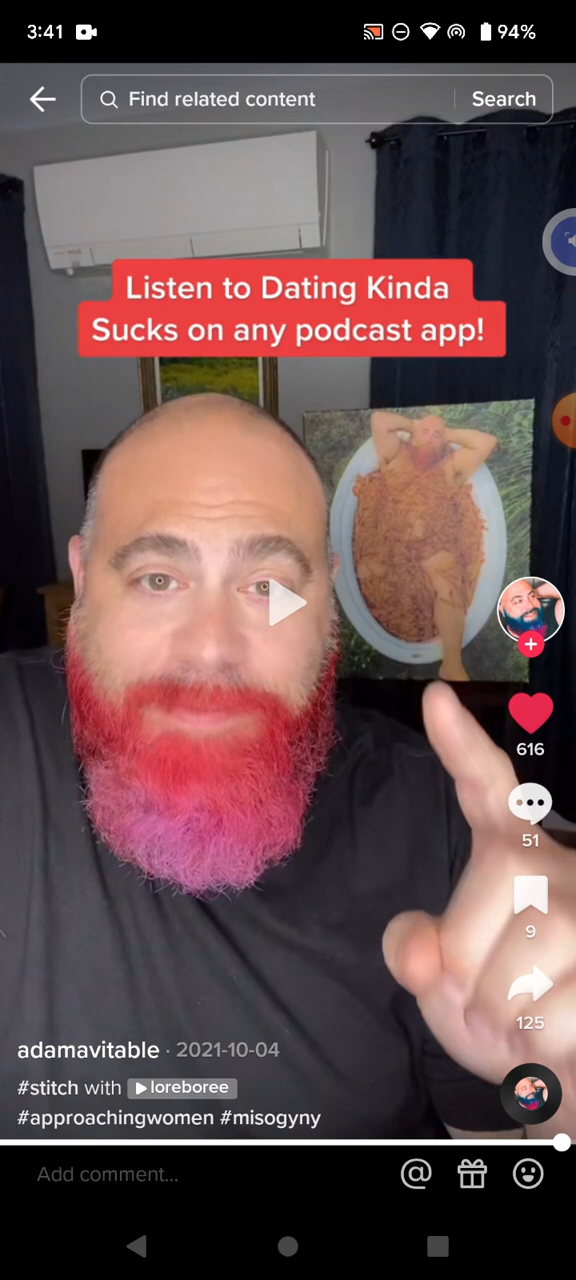 3:41
94%
Find related content
Search
Listen to Dating Kinda
Sucks on any podcast app!
616
51
9
125
adamavitable · 2021-10-04
#stitch with loreboree
#approachingwomen #misogyny
Add comment...